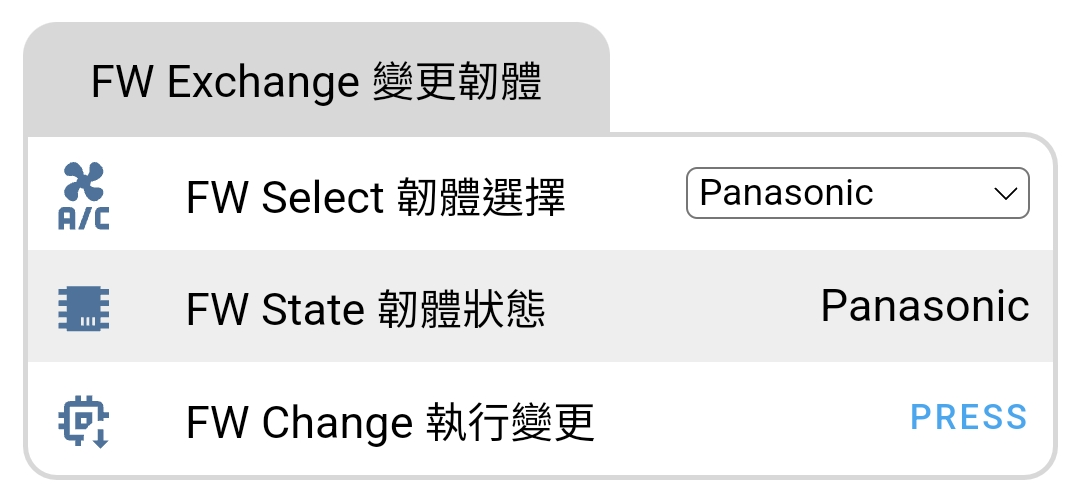 FW Exchange 變更韌體
A/C
FW Select 韌體選擇
Panasonic
FW State 韌體狀態
Panasonic
FW Change 執行變更
PRESS